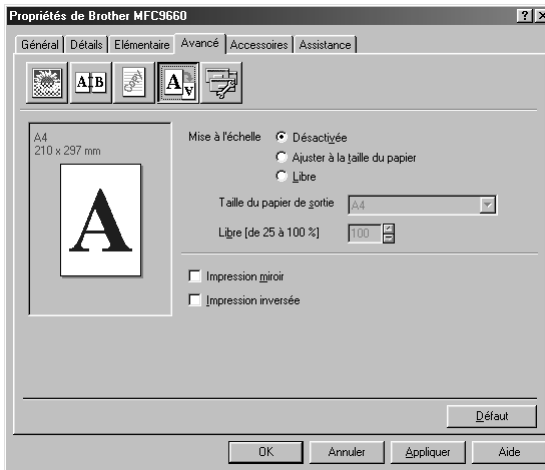 Propriétés de Brother MFC9660
Général Détails Elémentaire Avancé Accessoires Assistance
A4
210 x 297 mm
A
Mise à l'échelle
Désactivée
Ajuster à la taille du papier
Libre
Taille du papier de sortie A4
Libre [de 25 à 100 %] 100
Impression miroir
Impression inversée
Défaut
OK Annuler Appliquer Aide